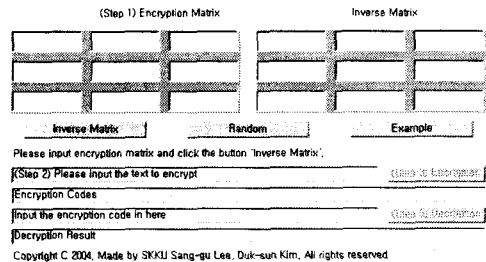 (Step 1) Encryption Matrix Inverse Matrix
Inverse Matrix Random Example
Please input encryption matrix and click the button "Inverse Matrix",
(Step 2) Please input the text to encrypt
Encryption Codes
Input the encryption code in here
Decryption Result
Copyright C 2004, Made by SKKU Sang-gu Lee, Duk-sun Kim, All rights reserved